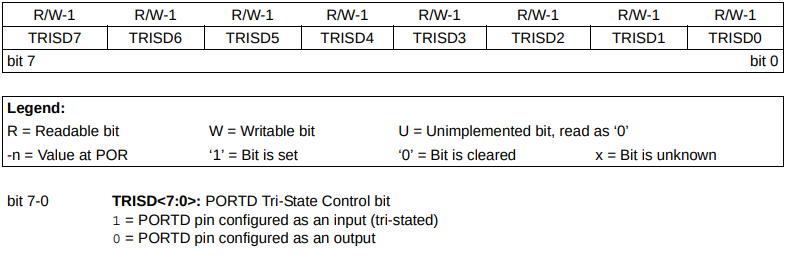 R/W-1 R/W-1 R/W-1 R/W-1 R/W-1 R/W-1 R/W-1 R/W-1
TRISD7 TRISD6 TRISD5 TRISD4 TRISD3 TRISD2 TRISD1 TRISD0
bit 7 bit 0
Legend:
R = Readable bit W = Writable bit U = Unimplemented bit, read as ‘0’
-n = Value at POR ‘1’ = Bit is set ‘0’ = Bit is cleared x = Bit is unknown
bit 7-0 TRISD<7:0>: PORTD Tri-State Control bit
1 = PORTD pin configured as an input (tri-stated)
0 = PORTD pin configured as an output